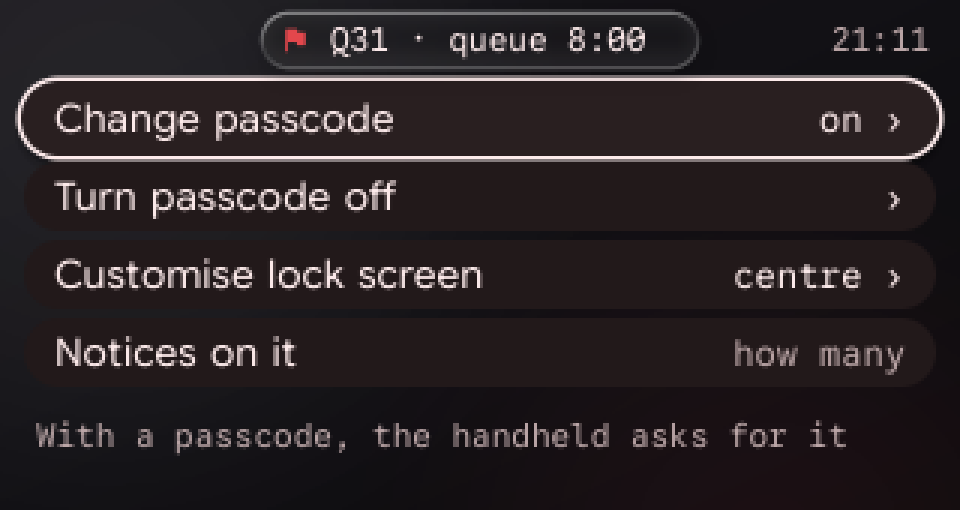 Q31 · queue 8:00
21:11
Change passcode on ›
Turn passcode off ›
Customise lock screen centre ›
Notices on it how many
With a passcode, the handheld asks for it